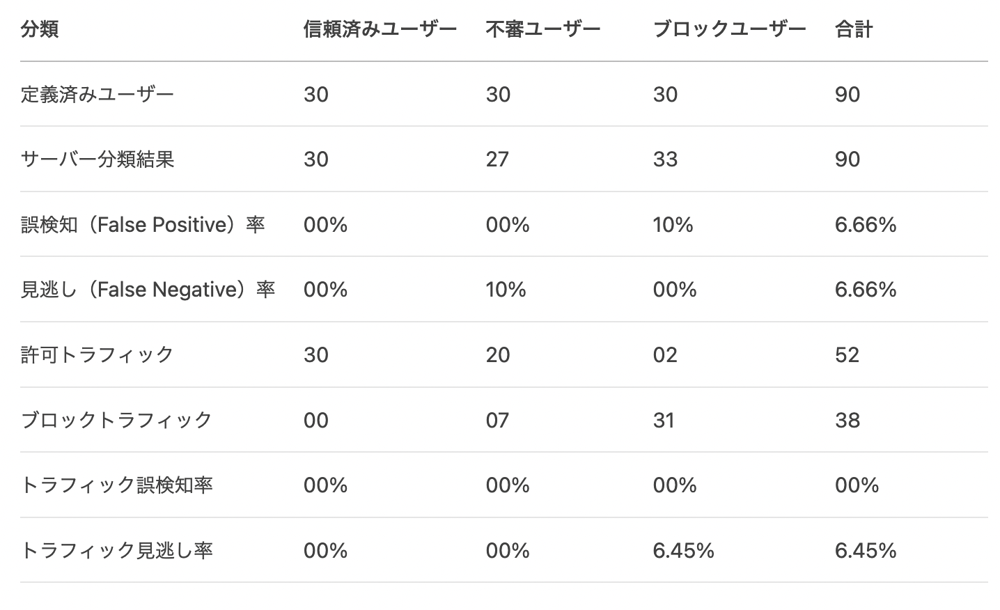 分類 信頼済みユーザー 不審ユーザー ブロックユーザー 合計
定義済みユーザー 30 30 30 90
サーバー分類結果 30 27 33 90
誤検知（False Positive）率 00% 00% 10% 6.66%
見逃し（False Negative）率 00% 10% 00% 6.66%
許可トラフィック 30 20 02 52
ブロックトラフィック 00 07 31 38
トラフィック誤検知率 00% 00% 00% 00%
トラフィック見逃し率 00% 00% 6.45% 6.45%